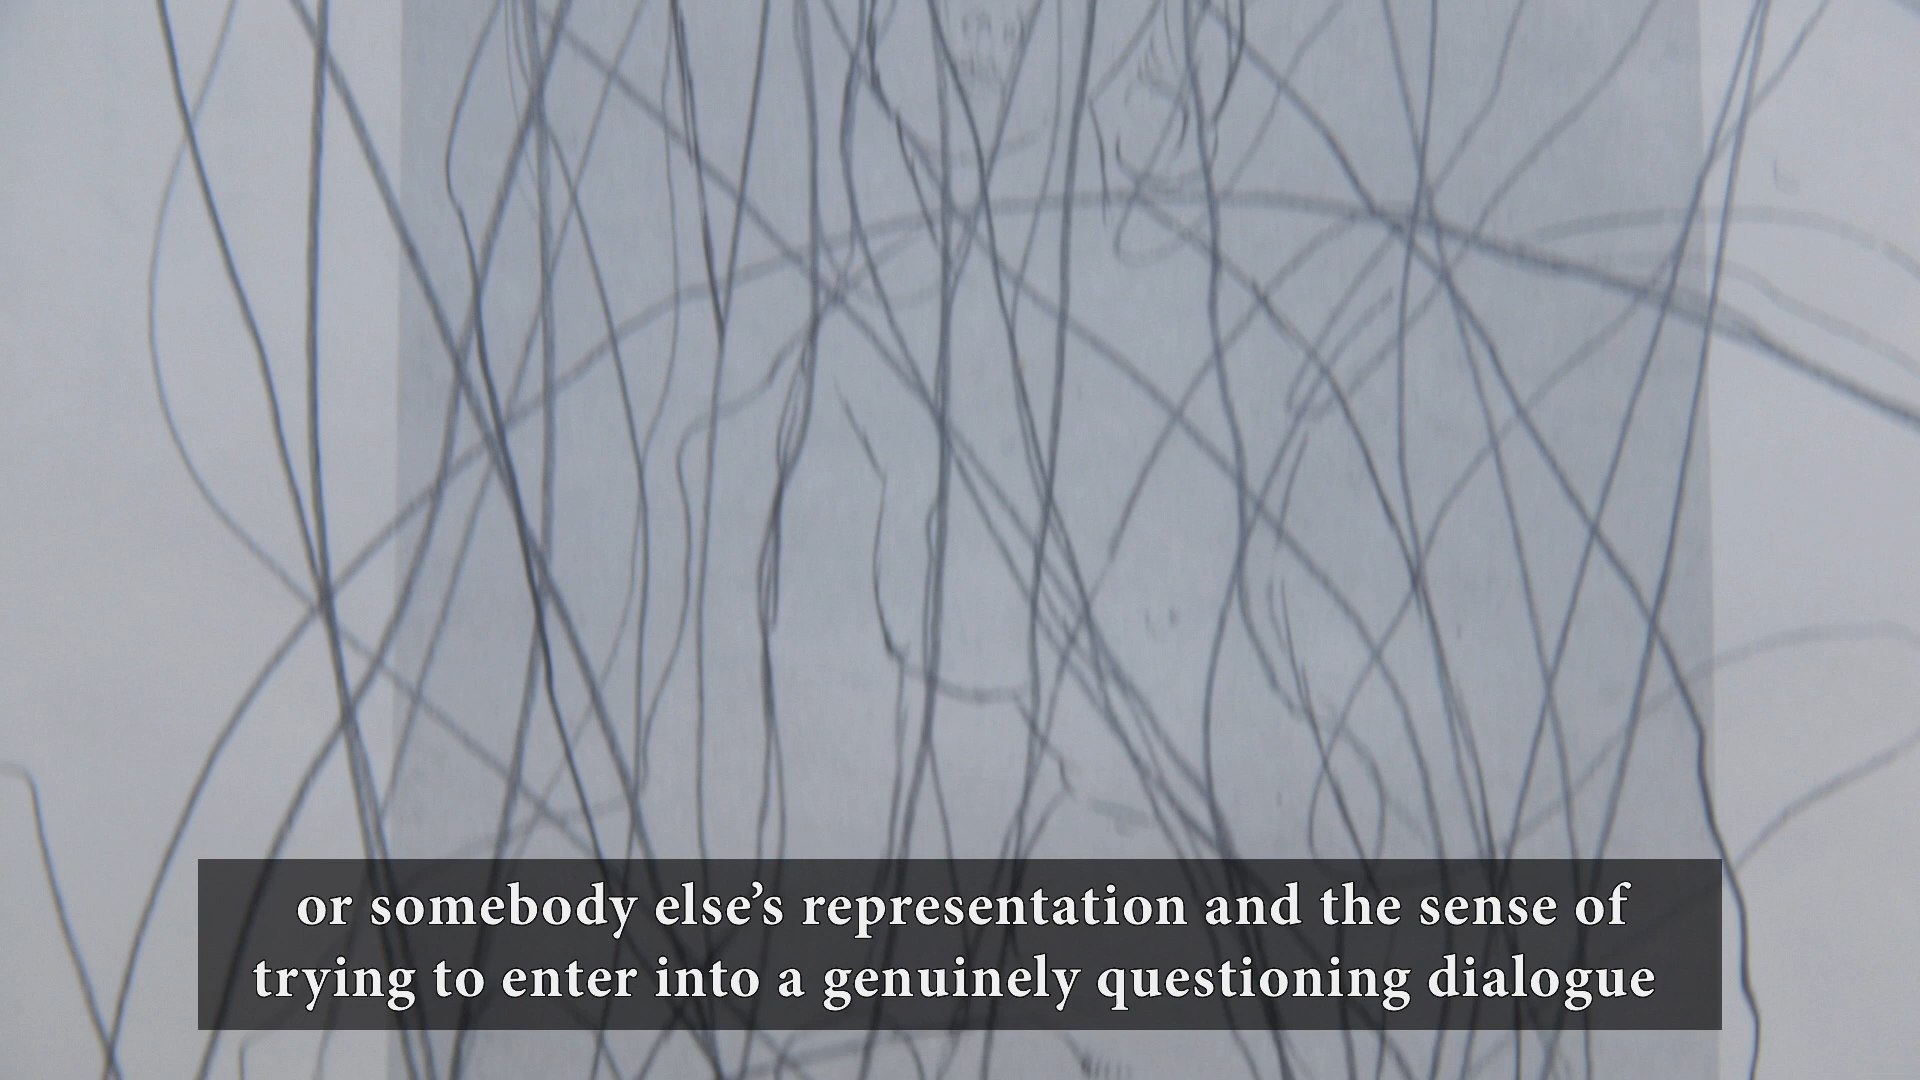 or somebody else’s representation and the sense of
trying to enter into a genuinely questioning dialogue